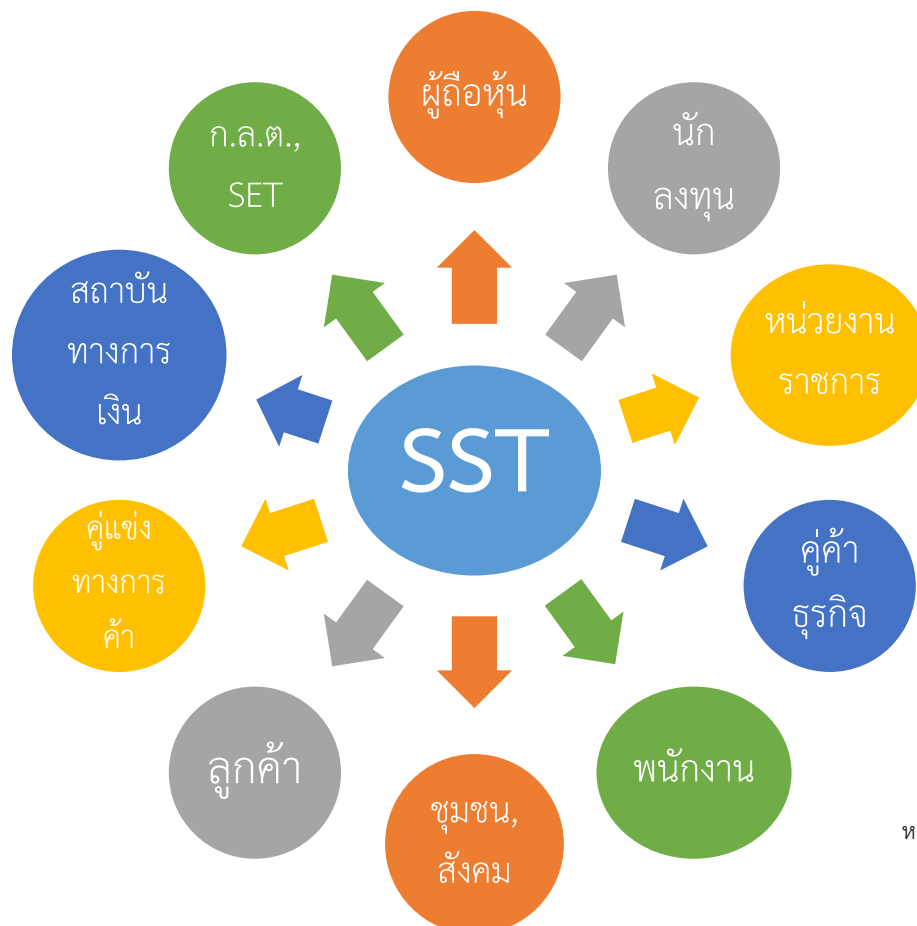 ผู้ถือหุ้น
นัก
ลงทุน
หน่วยงาน
ราชการ
คู่ค้า
ธุรกิจ
พนักงาน
ชุมชน,
สังคม
ลูกค้า
คู่แข่ง
ทางการ
ค้า
สถาบัน
ทางการ
เงิน
ก.ล.ต.,
SET
SST
ห